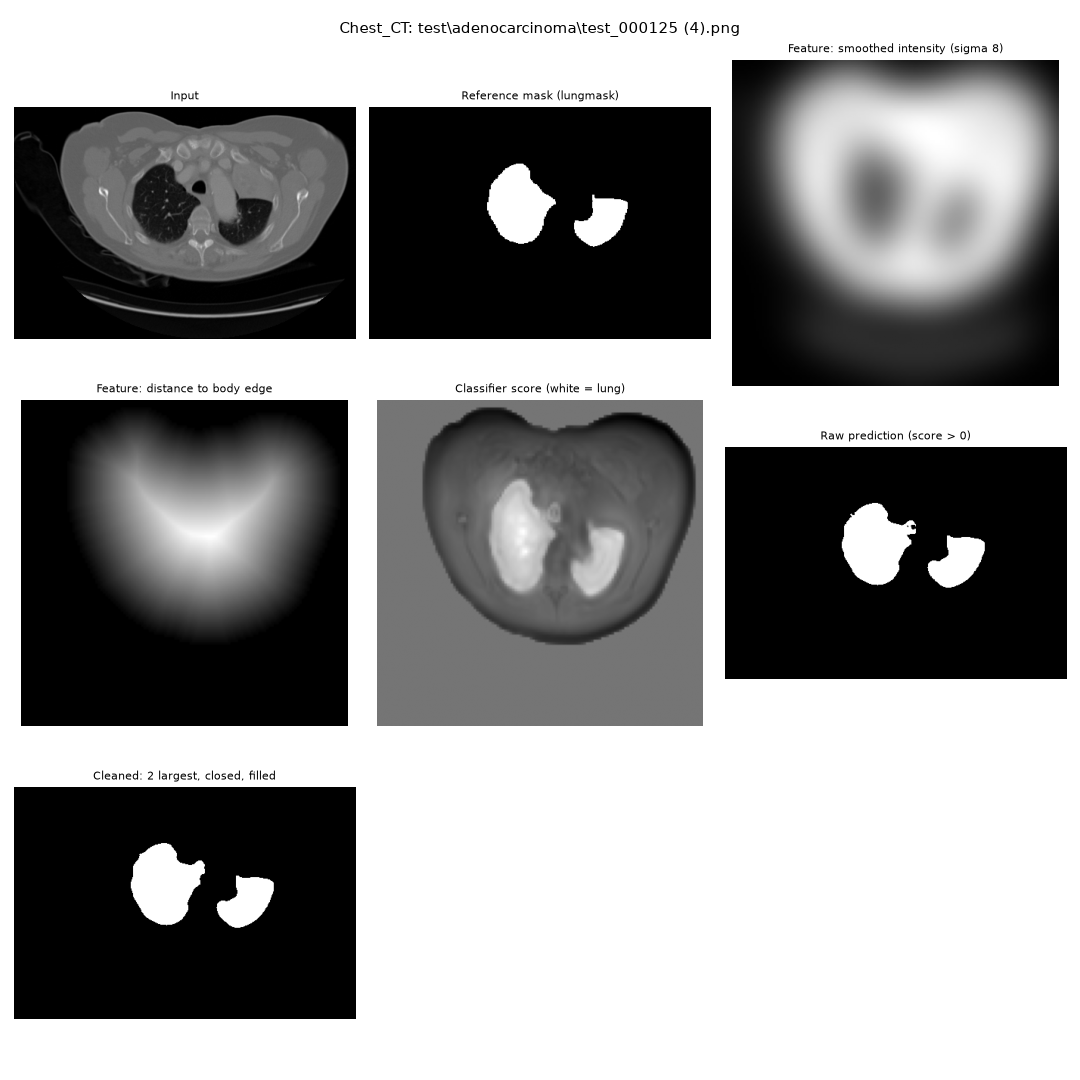 Chest_CT: test\adenocarcinoma\test_000125 (4).png
Input
Reference mask (lungmask)
Feature: smoothed intensity (sigma 8)
Feature: distance to body edge
Classifier score (white = lung)
Raw prediction (score > 0)
Cleaned: 2 largest, closed, filled